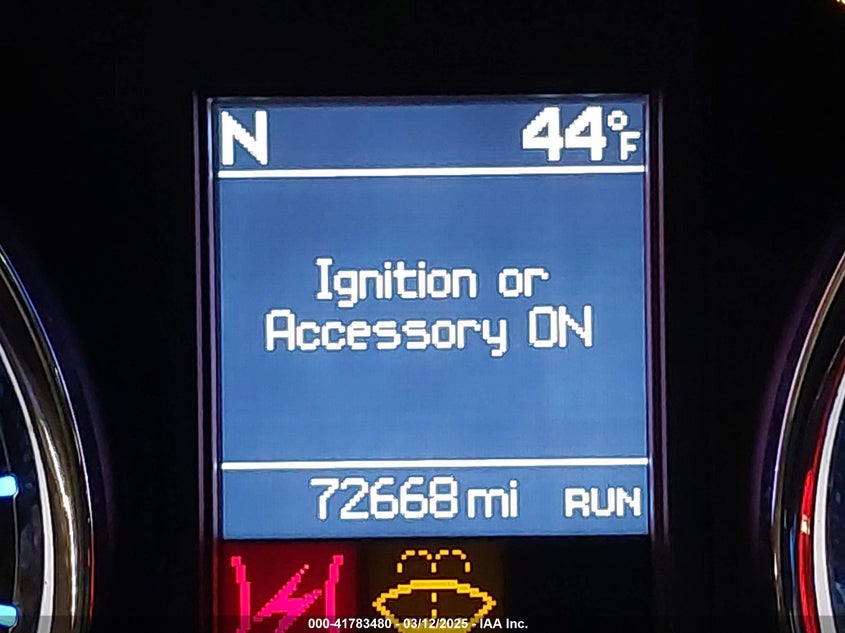 N 44°F
Ignition or
Accessory ON
72668 mi RUN
000-41783480 - 03/12/2025 - IAA Inc.